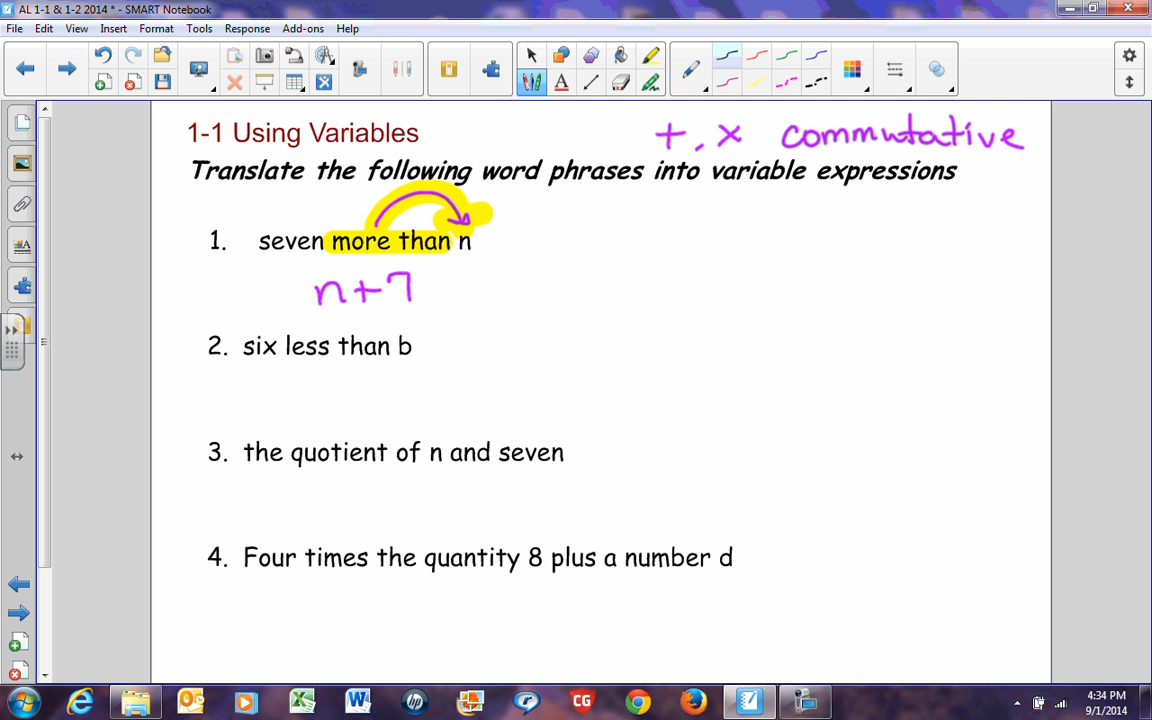 AL 1-1 & 1-2 2014 * - SMART Notebook
File Edit View Insert Format Tools Response Add-ons Help
1-1 Using Variables
+, x commutative
Translate the following word phrases into variable expressions
1. seven more than n
n+7
2. six less than b
3. the quotient of n and seven
4. Four times the quantity 8 plus a number d
4:34 PM
9/1/2014